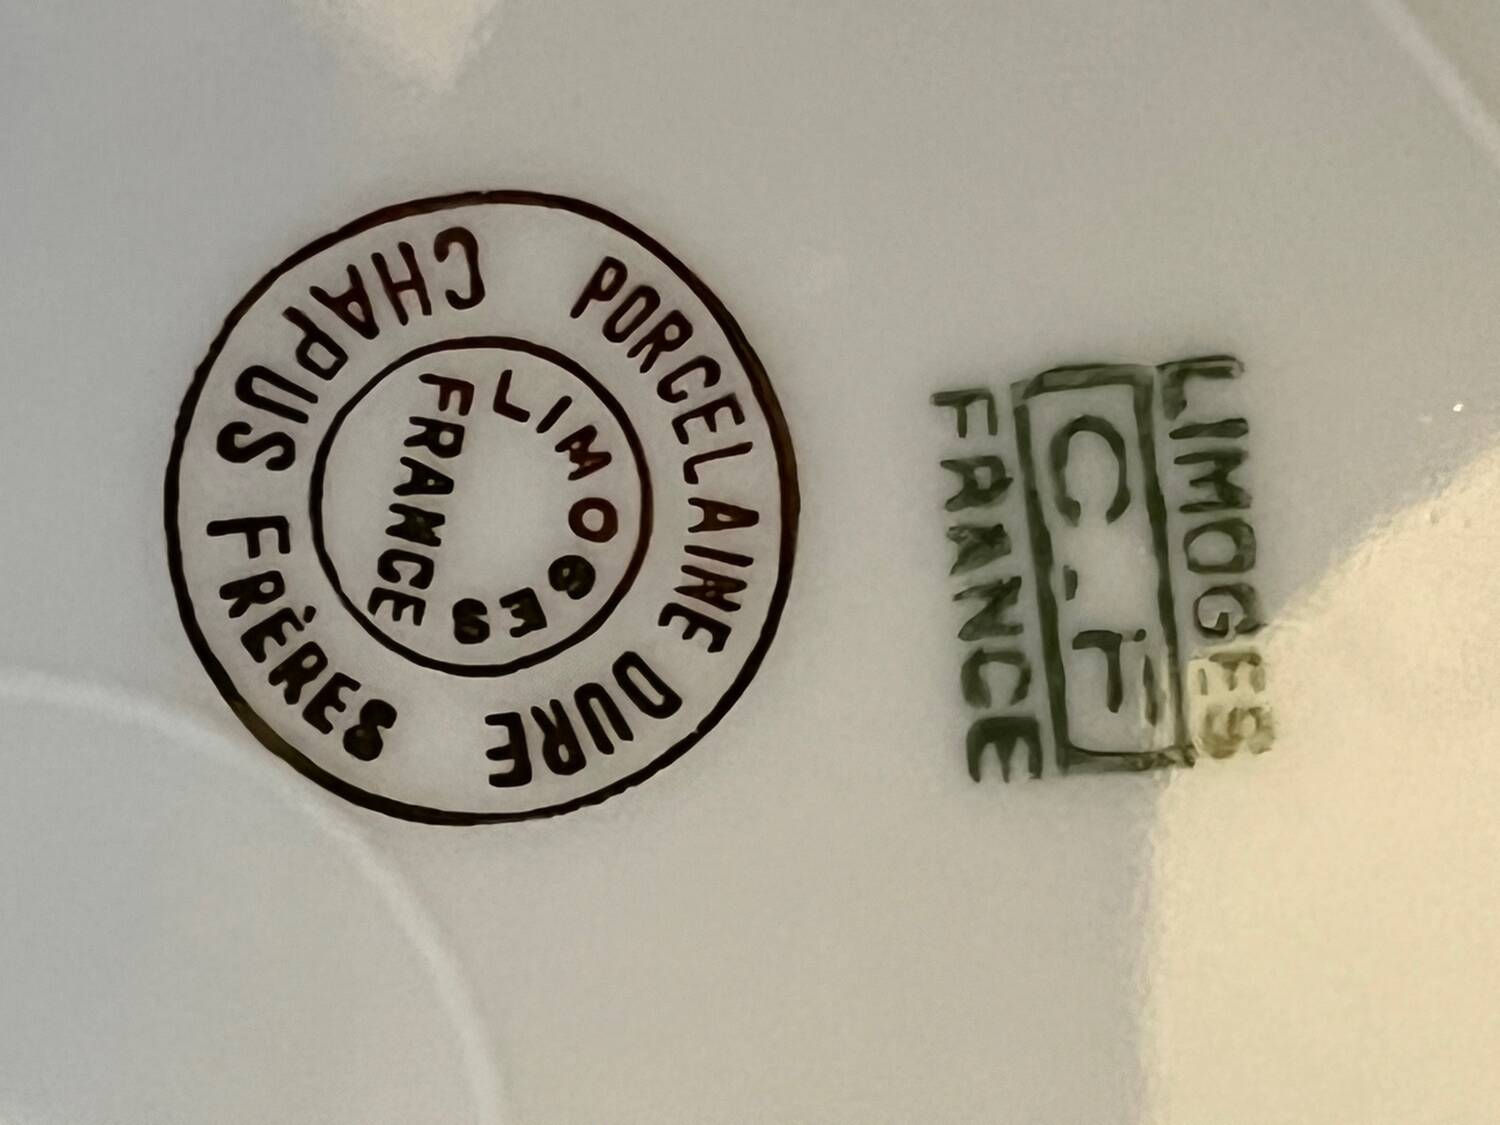 PORCELAINE DURE
CHAPUS FRÈRES
LIMOGES
FRANCE
LIMOGES
C.F
FRANCE